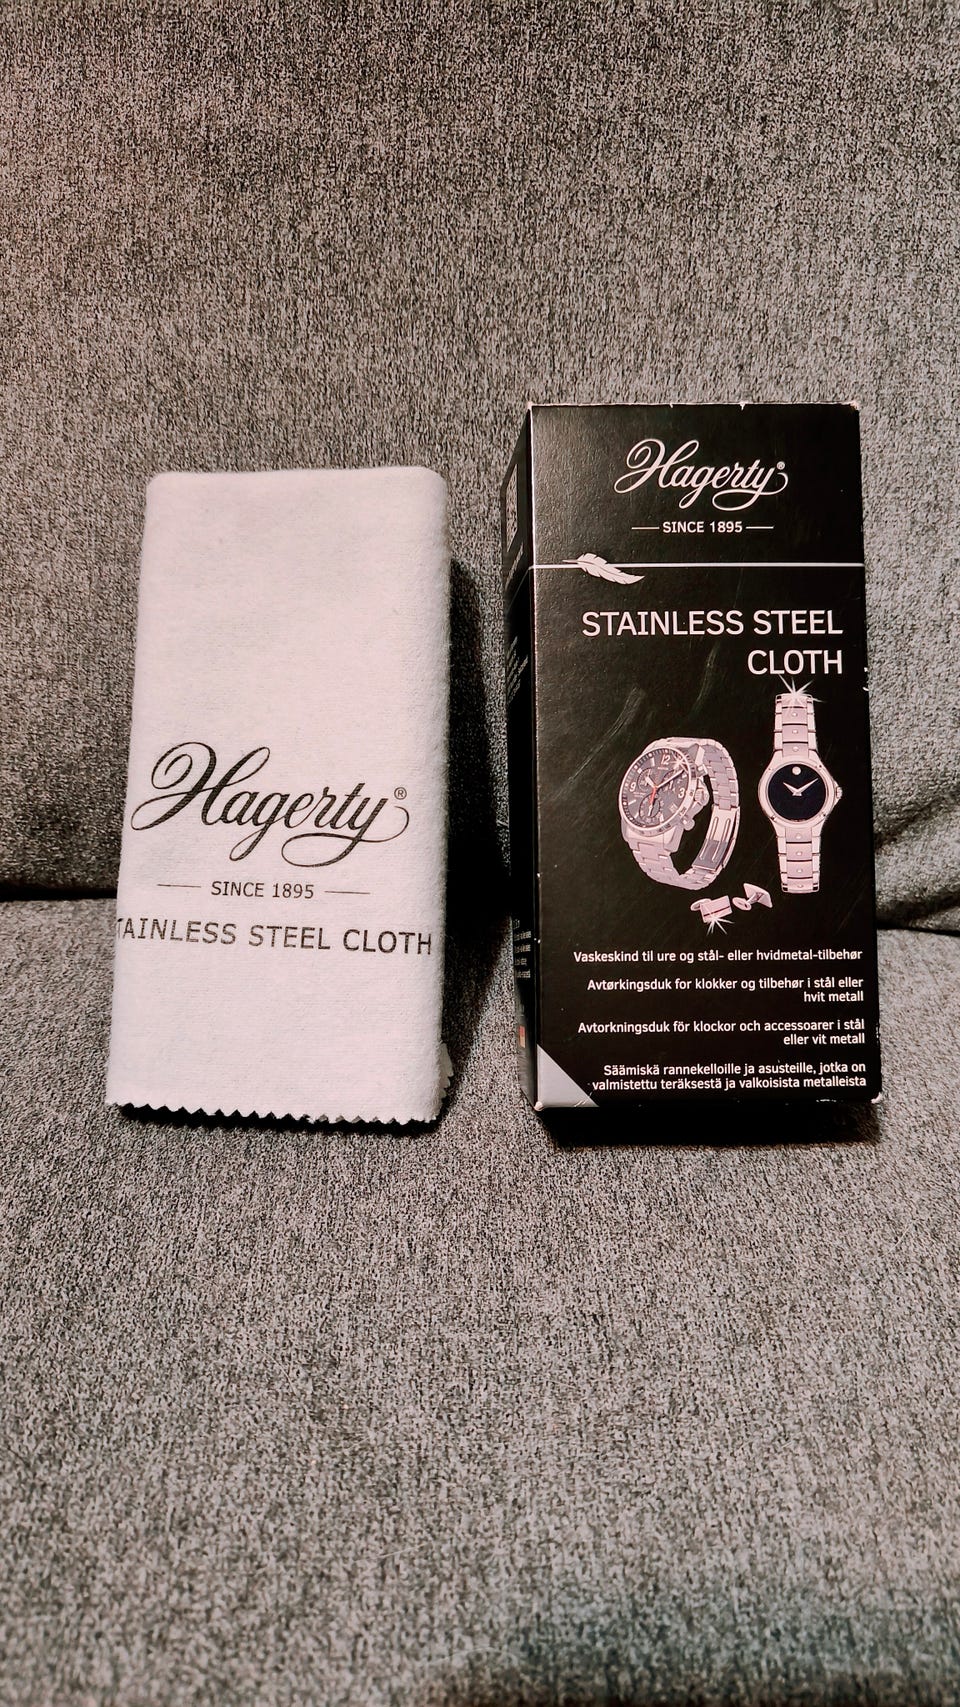 Hagerty®
SINCE 1895
TAINLESS STEEL CLOTH
Hagerty®
SINCE 1895
STAINLESS STEEL
CLOTH
Vaskeskind til ure og stål- eller hvidmetal-tilbehør
Avtørkingsduk for klokker og tilbehør i stål eller
hvit metall
Avtorkningsduk för klockor och accessoarer i stål
eller vit metall
Säämiskä rannekelloille ja asusteille, jotka on
valmistettu teräksestä ja valkoisista metalleista